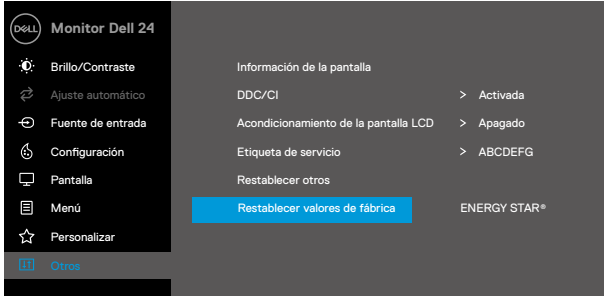 DELL Monitor Dell 24
Brillo/Contraste
Información de la pantalla
Ajuste automático
DDC/CI > Activada
Fuente de entrada
Acondicionamiento de la pantalla LCD > Apagado
Configuración
Etiqueta de servicio > ABCDEFG
Pantalla
Restablecer otros
Menú
Restablecer valores de fábrica ENERGY STAR®
Personalizar
Otros